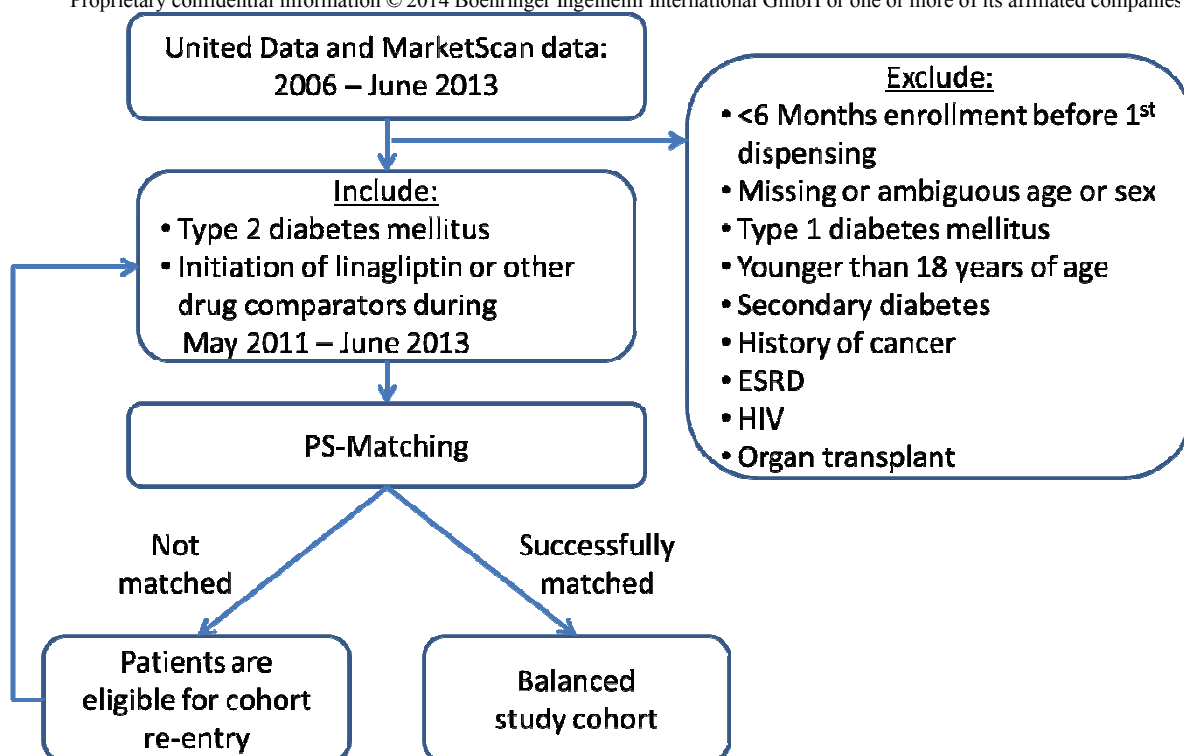 Proprietary confidential information © 2014 Boehringer Ingelheim International GmbH or one or more of its affiliated companies
United Data and MarketScan data:
2006 – June 2013
Include:
• Type 2 diabetes mellitus
• Initiation of linagliptin or other
drug comparators during
May 2011 – June 2013
Exclude:
• <6 Months enrollment before 1st
dispensing
• Missing or ambiguous age or sex
• Type 1 diabetes mellitus
• Younger than 18 years of age
• Secondary diabetes
• History of cancer
• ESRD
• HIV
• Organ transplant
PS-Matching
Not
matched
Successfully
matched
Patients are
eligible for cohort
re-entry
Balanced
study cohort